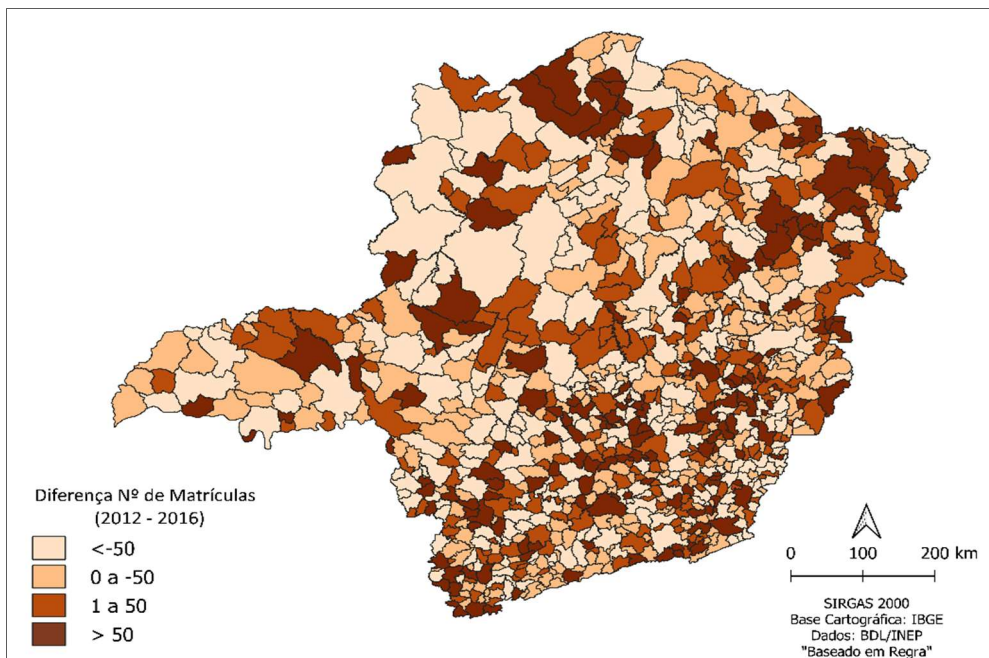 Diferença Nº de Matrículas
(2012 - 2016)
<-50
0 a -50
1 a 50
> 50
0 100 200 km
SIRGAS 2000
Base Cartográfica: IBGE
Dados: BDL/INEP
"Baseado em Regra"